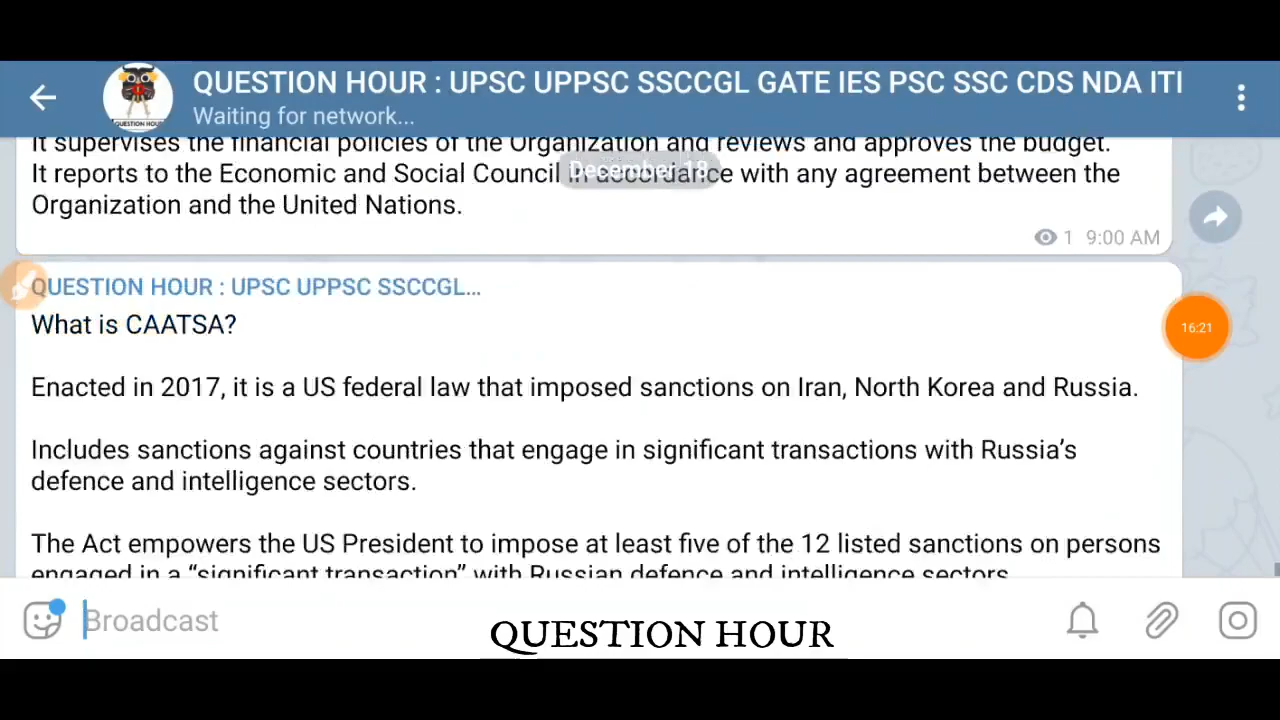 QUESTION HOUR : UPSC UPPSC SSCCGL GATE IES PSC SSC CDS NDA ITI
Waiting for network...
It supervises the financial policies of the Organization and reviews and approves the budget.
December 18
It reports to the Economic and Social Council in accordance with any agreement between the
Organization and the United Nations.
1 9:00 AM
QUESTION HOUR : UPSC UPPSC SSCCGL...
What is CAATSA?
16:21
Enacted in 2017, it is a US federal law that imposed sanctions on Iran, North Korea and Russia.
Includes sanctions against countries that engage in significant transactions with Russia’s
defence and intelligence sectors.
The Act empowers the US President to impose at least five of the 12 listed sanctions on persons
engaged in a “significant transaction” with Russian defence and intelligence sectors.
Broadcast
QUESTION HOUR